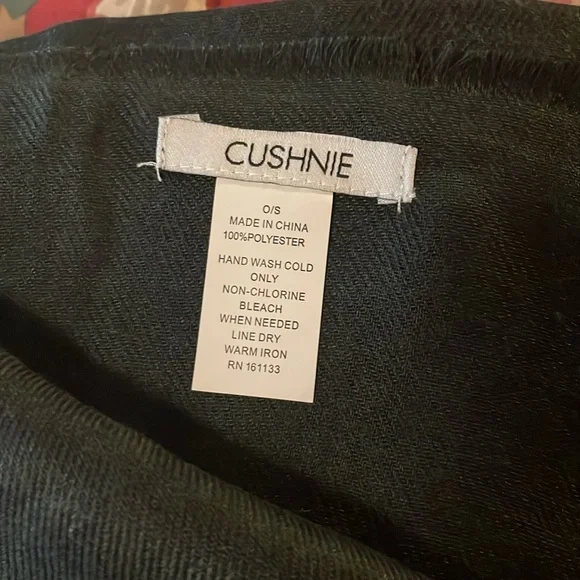 CUSHNIE
O/S
MADE IN CHINA
100%POLYESTER
HAND WASH COLD
ONLY
NON-CHLORINE
BLEACH
WHEN NEEDED
LINE DRY
WARM IRON
RN 161133